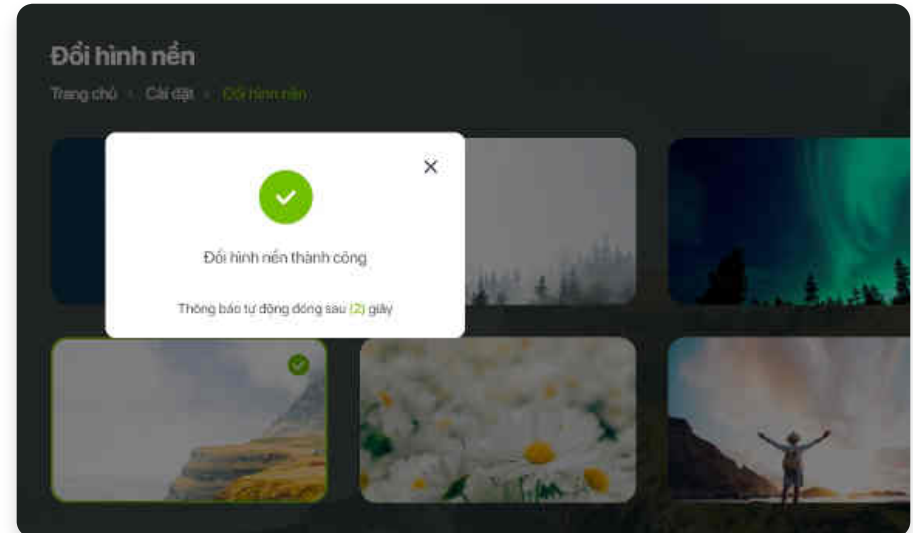 Đổi hình nền
Trang chủ • Cài đặt • Đổi hình nền
Đổi hình nền thành công
Thông báo tự động đóng sau (2) giây